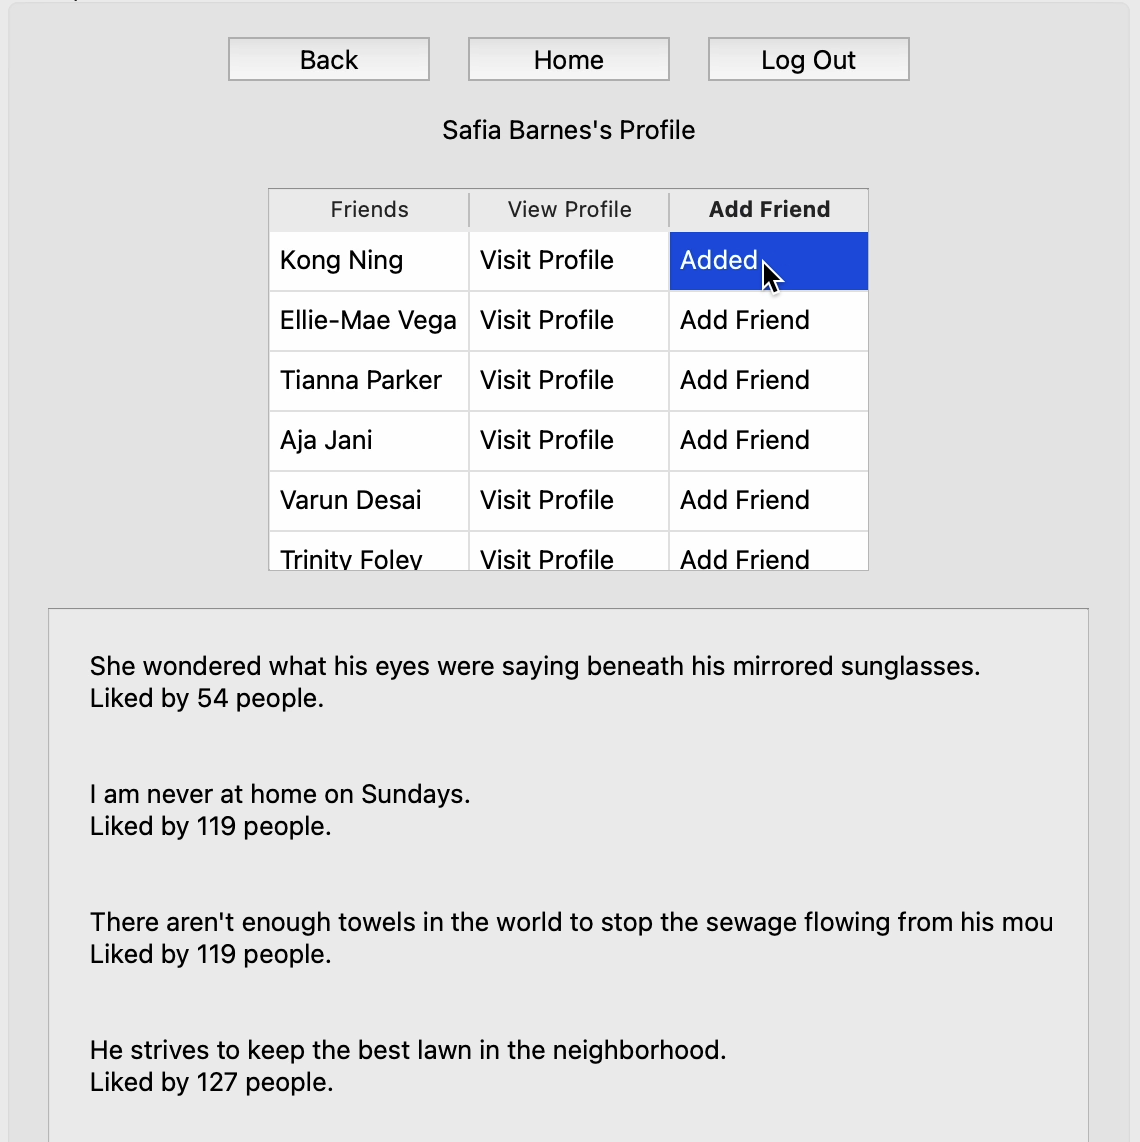 Back Home Log Out
Safia Barnes's Profile
Friends View Profile Add Friend
Kong Ning Visit Profile Added
Ellie-Mae Vega Visit Profile Add Friend
Tianna Parker Visit Profile Add Friend
Aja Jani Visit Profile Add Friend
Varun Desai Visit Profile Add Friend
Trinity Foley Visit Profile Add Friend
She wondered what his eyes were saying beneath his mirrored sunglasses.
Liked by 54 people.
I am never at home on Sundays.
Liked by 119 people.
There aren't enough towels in the world to stop the sewage flowing from his mou
Liked by 119 people.
He strives to keep the best lawn in the neighborhood.
Liked by 127 people.